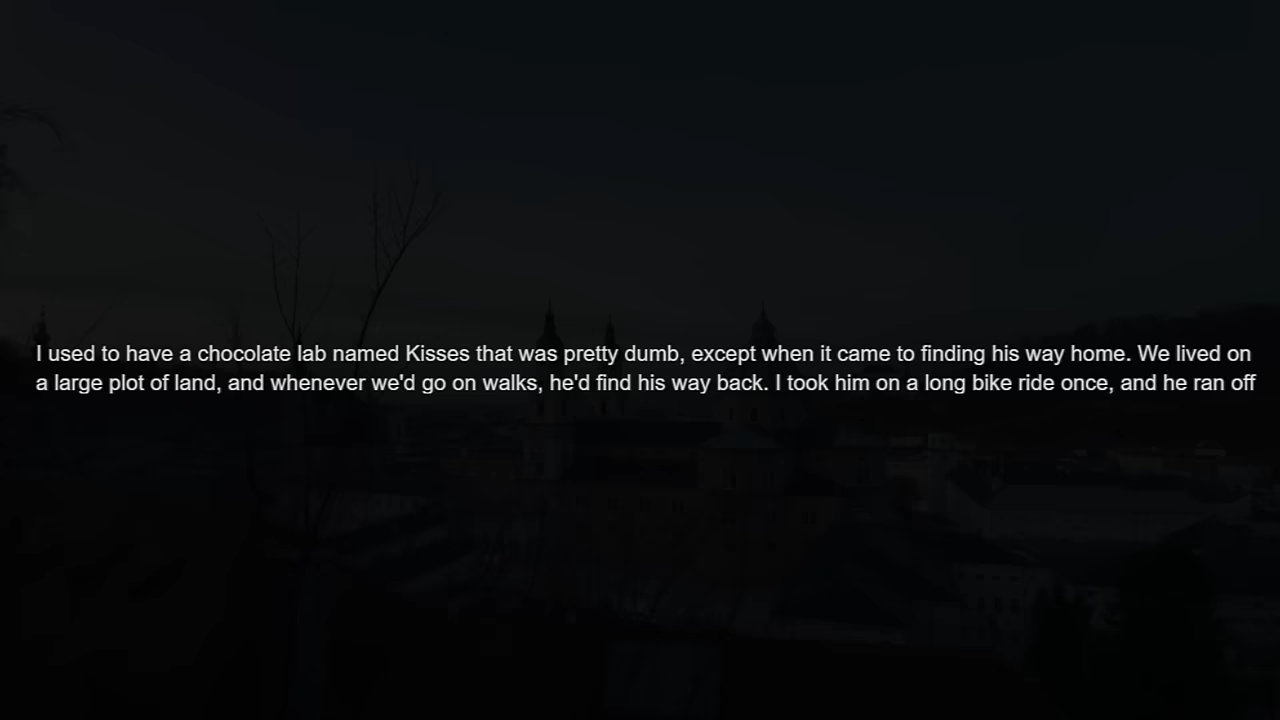 I used to have a chocolate lab named Kisses that was pretty dumb, except when it came to finding his way home. We lived on
a large plot of land, and whenever we'd go on walks, he'd find his way back. I took him on a long bike ride once, and he ran off